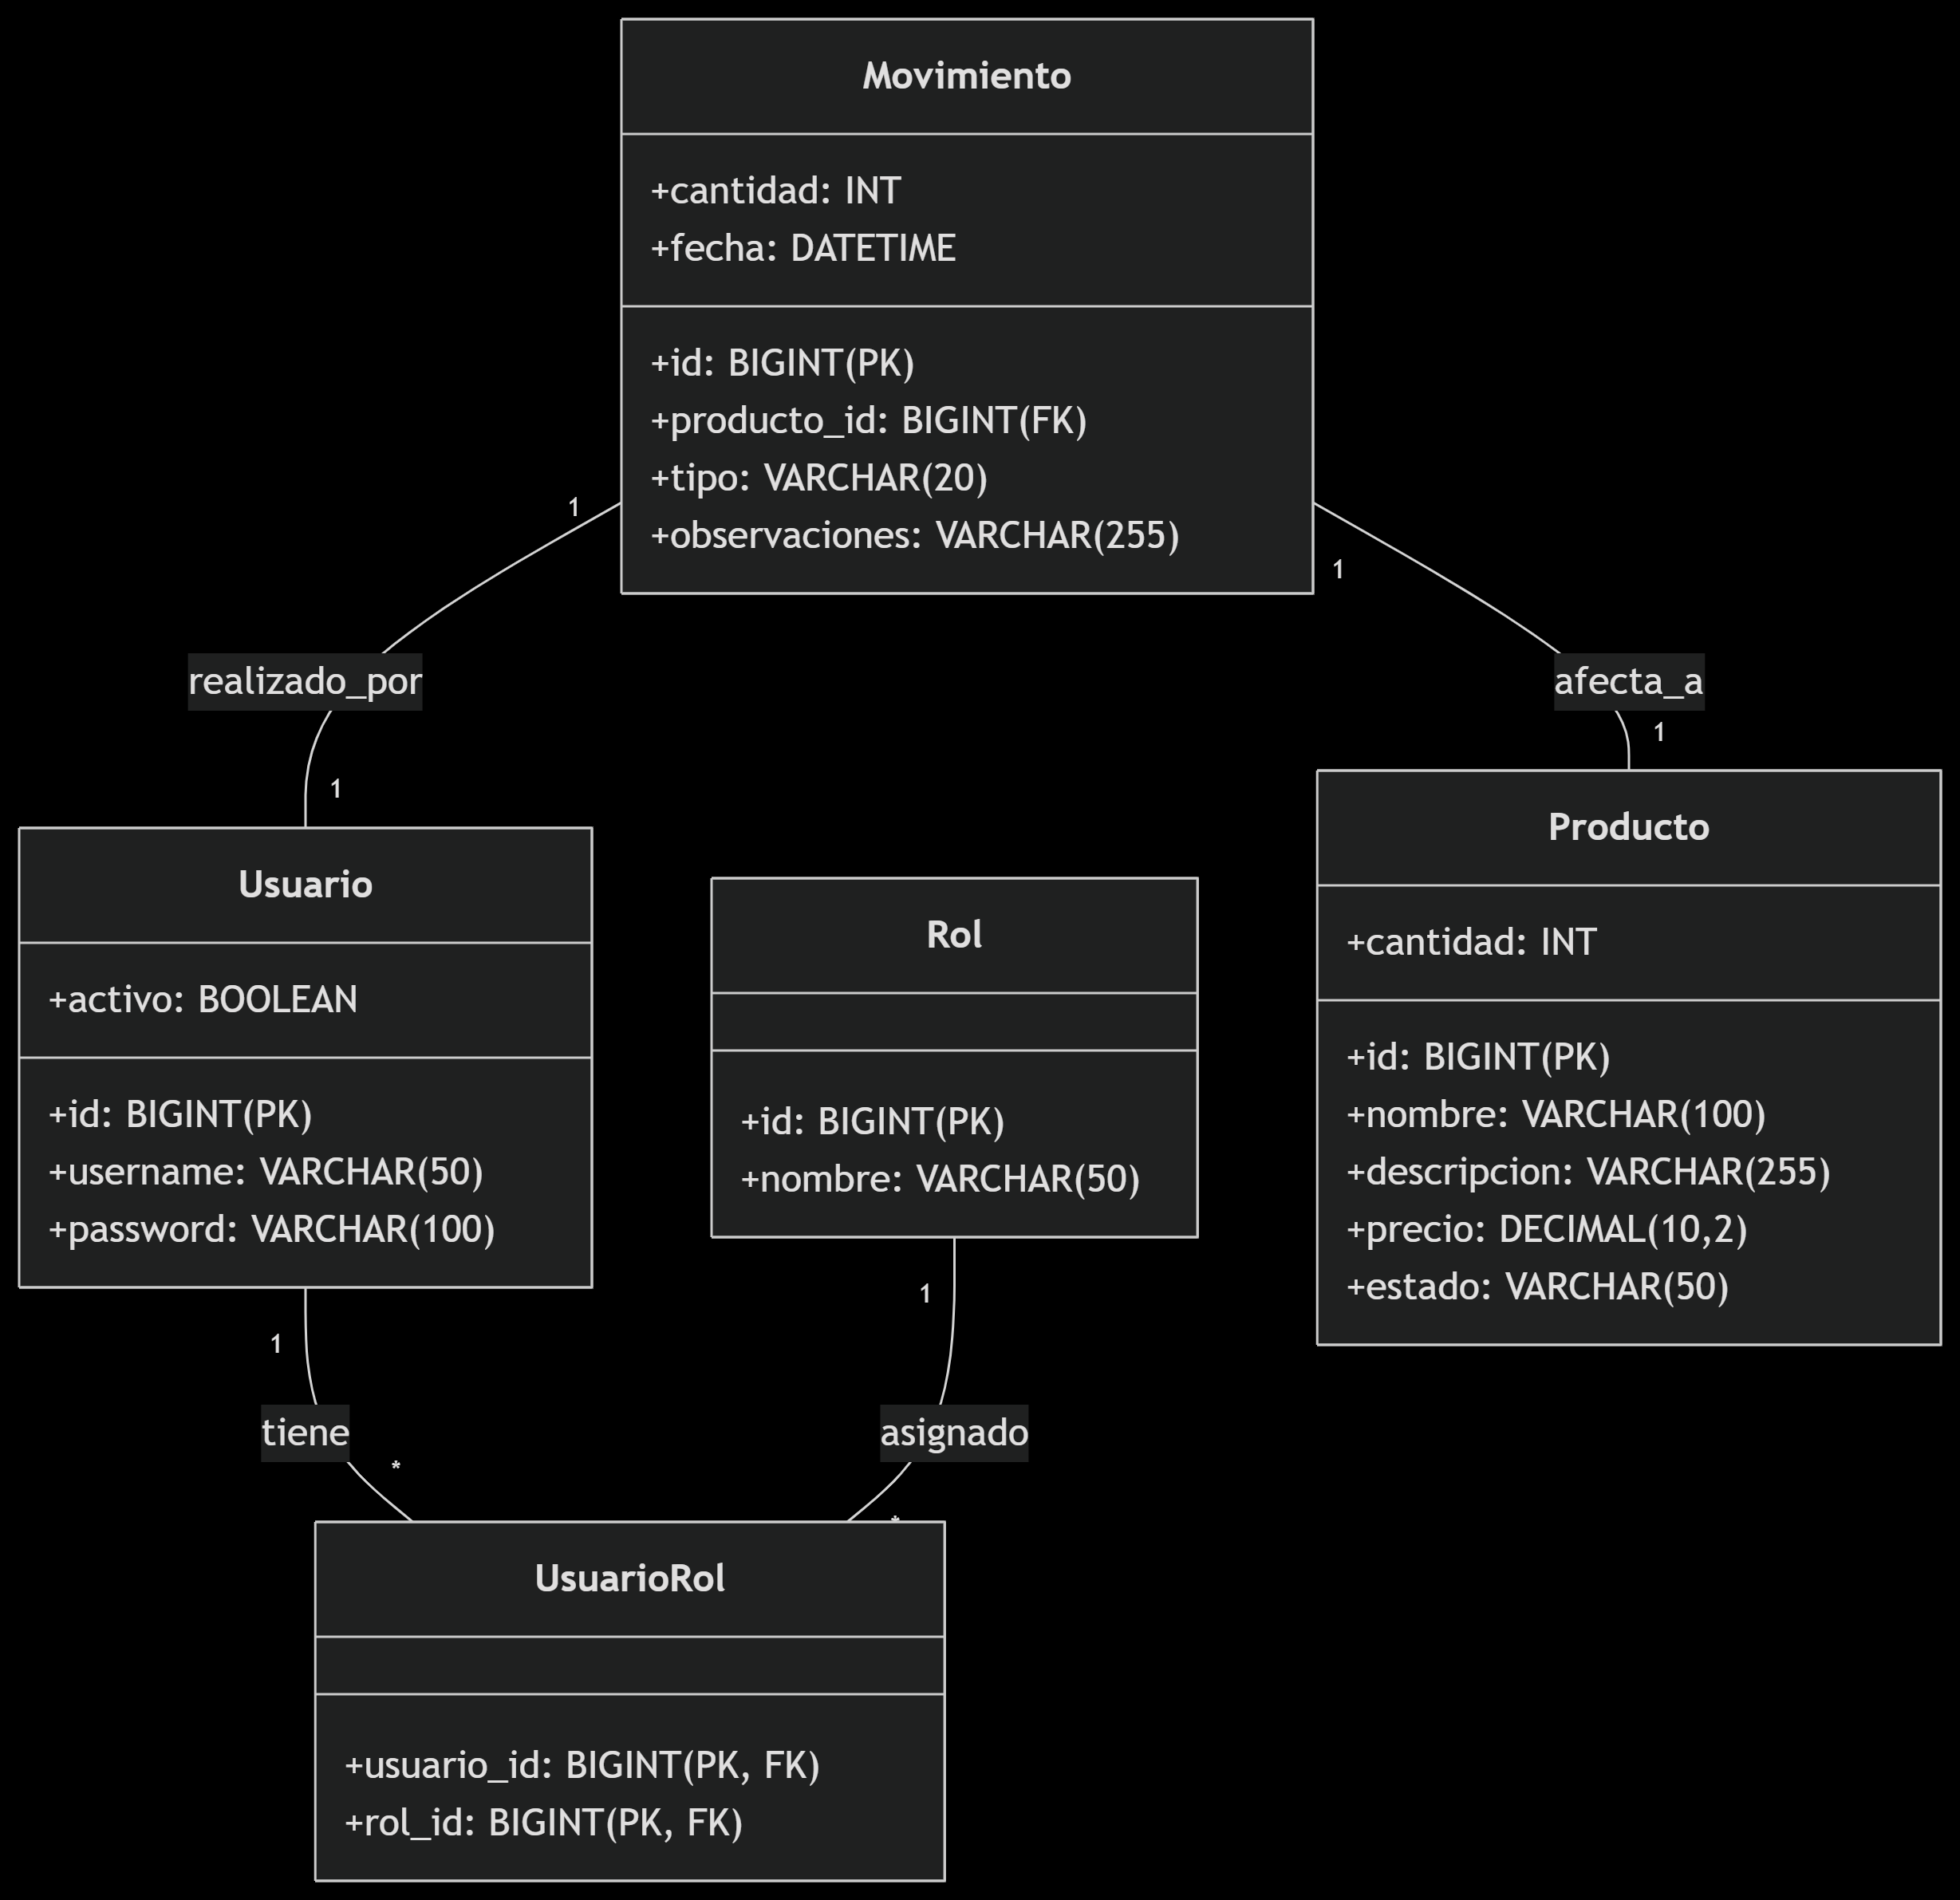 Movimiento
+cantidad: INT
+fecha: DATETIME
+id: BIGINT(PK)
+producto_id: BIGINT(FK)
+tipo: VARCHAR(20)
+observaciones: VARCHAR(255)
1
1
realizado_por
afecta_a
1
1
Usuario
+activo: BOOLEAN
+id: BIGINT(PK)
+username: VARCHAR(50)
+password: VARCHAR(100)
Rol
+id: BIGINT(PK)
+nombre: VARCHAR(50)
Producto
+cantidad: INT
+id: BIGINT(PK)
+nombre: VARCHAR(100)
+descripcion: VARCHAR(255)
+precio: DECIMAL(10,2)
+estado: VARCHAR(50)
1
1
tiene
asignado
*
*
UsuarioRol
+usuario_id: BIGINT(PK, FK)
+rol_id: BIGINT(PK, FK)